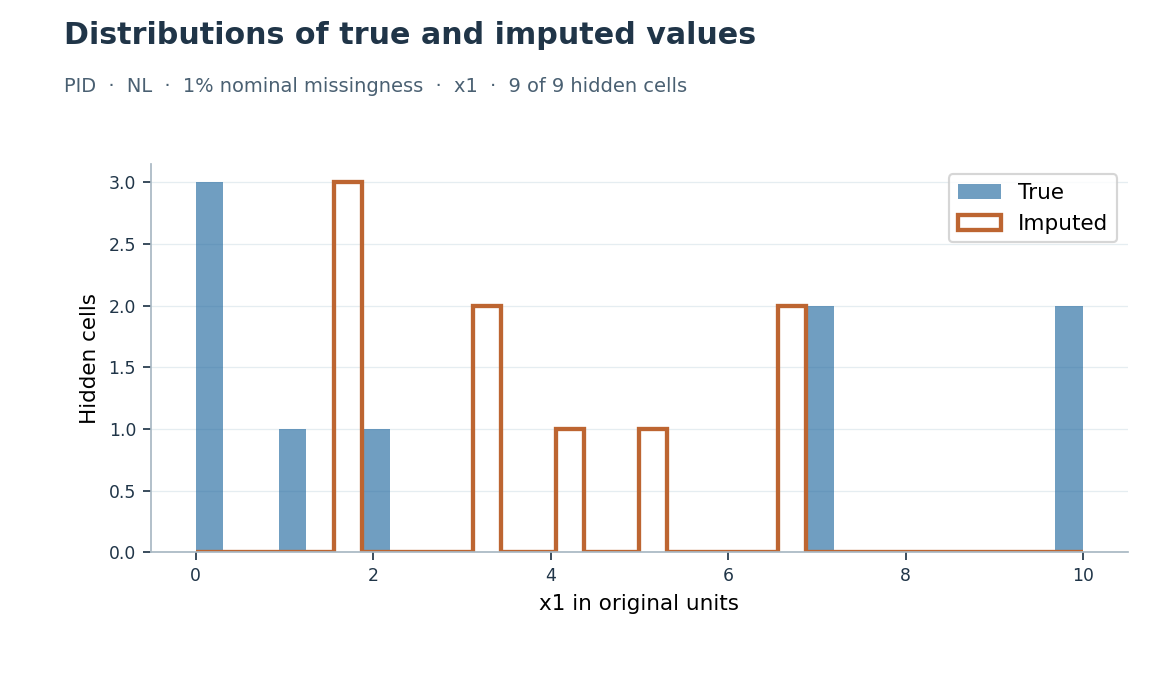 Distributions of true and imputed values
PID · NL · 1% nominal missingness · x1 · 9 of 9 hidden cells
3.0
2.5
2.0
1.5
1.0
0.5
0.0
Hidden cells
True
Imputed
0 2 4 6 8 10
x1 in original units